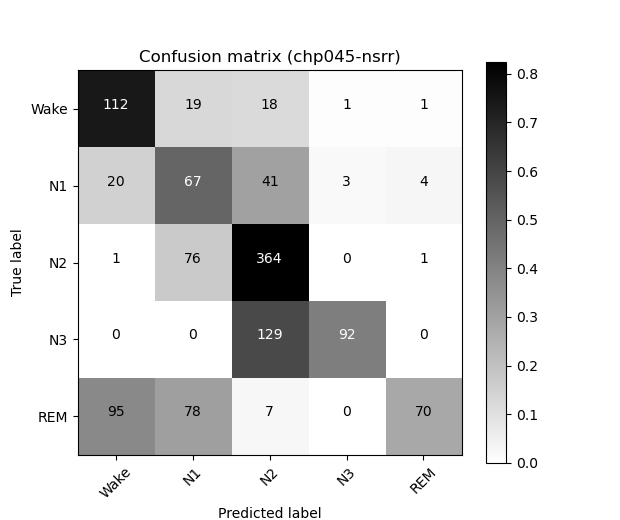 Confusion matrix (chp045-nsrr)
True label
Wake 112 19 18 1 1
N1 20 67 41 3 4
N2 1 76 364 0 1
N3 0 0 129 92 0
REM 95 78 7 0 70
Wake N1 N2 N3 REM
Predicted label
0.8
0.7
0.6
0.5
0.4
0.3
0.2
0.1
0.0